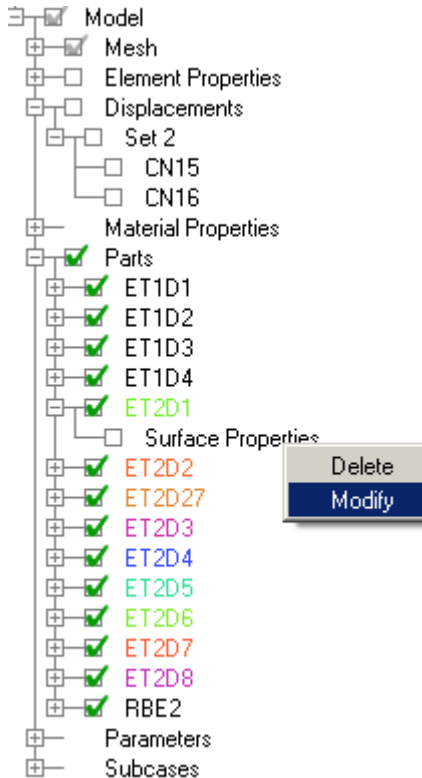 Model
Mesh
Element Properties
Displacements
Set 2
CN15
CN16
Material Properties
Parts
ET1D1
ET1D2
ET1D3
ET1D4
ET2D1
Surface Properties
Delete
ET2D2
Modify
ET2D27
ET2D3
ET2D4
ET2D5
ET2D6
ET2D7
ET2D8
RBE2
Parameters
Subcases